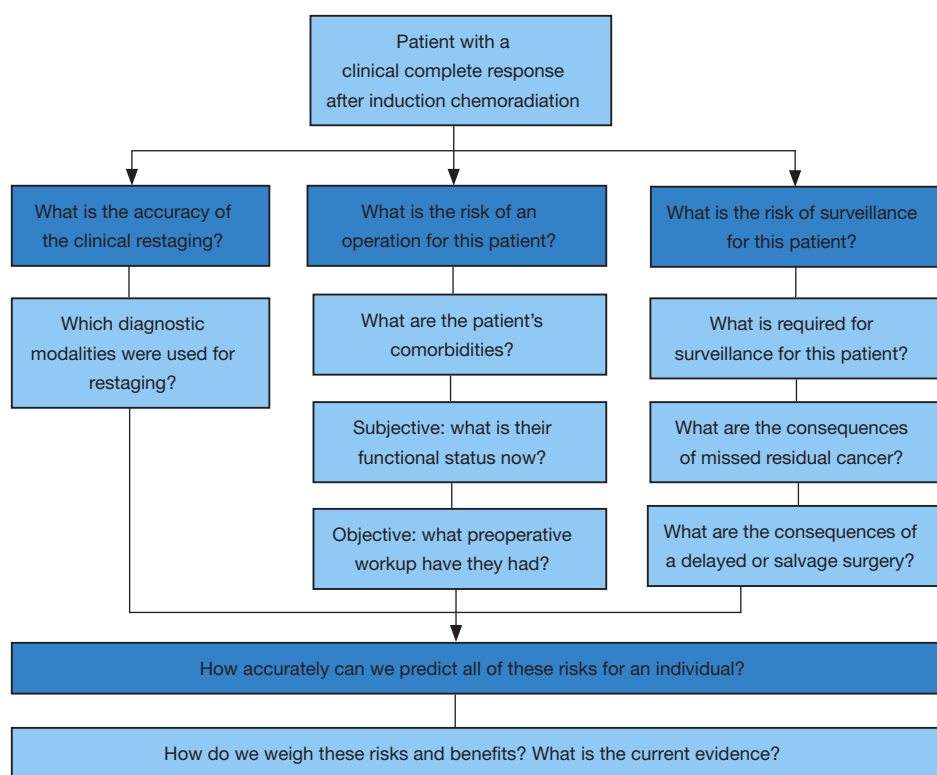 Patient with a
clinical complete response
after induction chemoradiation
What is the accuracy of
the clinical restaging?
What is the risk of an
operation for this patient?
What is the risk of surveillance
for this patient?
Which diagnostic
modalities were used for
restaging?
What are the patient's
comorbidities?
What is required for
surveillance for this patient?
Subjective: what is their
functional status now?
What are the consequences
of missed residual cancer?
Objective: what preoperative
workup have they had?
What are the consequences of
a delayed or salvage surgery?
How accurately can we predict all of these risks for an individual?
How do we weigh these risks and benefits? What is the current evidence?